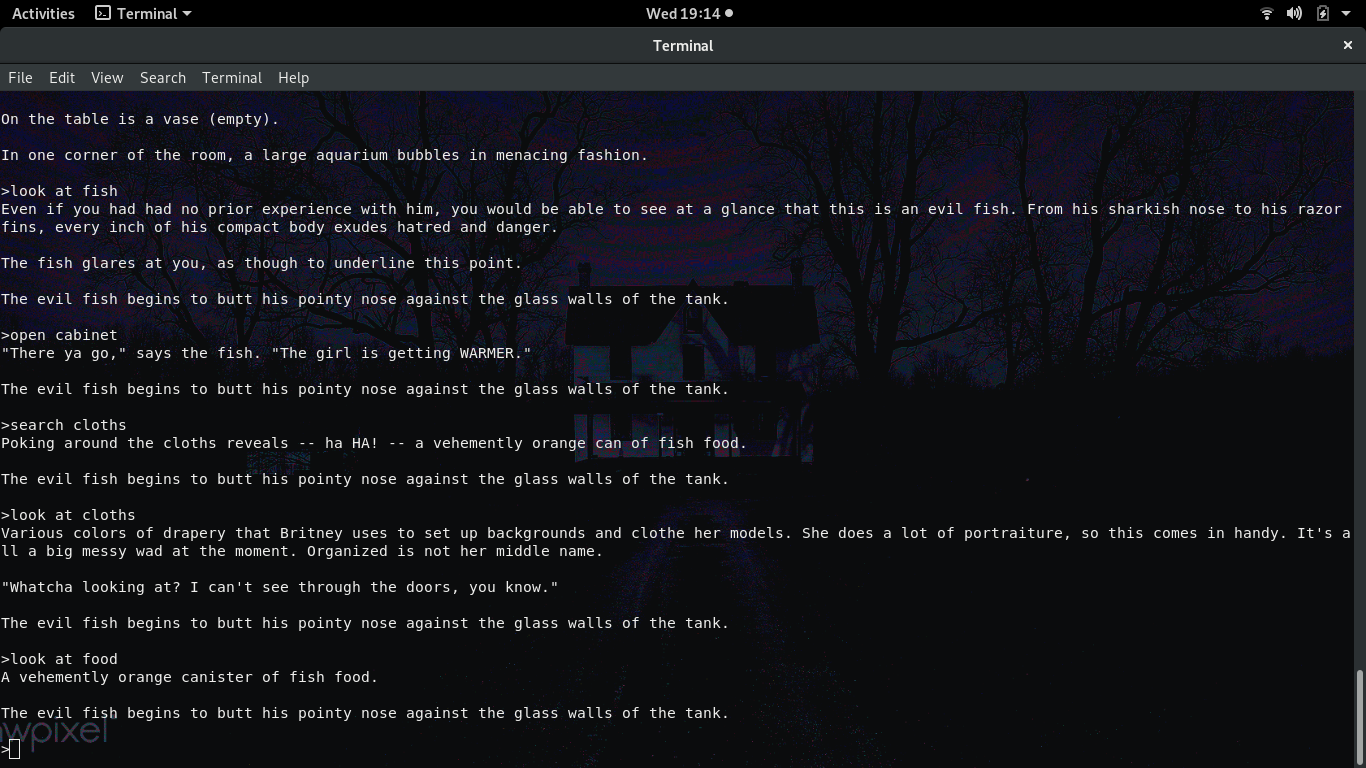 Activities Terminal Wed 19:14
Terminal
File Edit View Search Terminal Help
On the table is a vase (empty).
In one corner of the room, a large aquarium bubbles in menacing fashion.
>look at fish
Even if you had had no prior experience with him, you would be able to see at a glance that this is an evil fish. From his sharkish nose to his razor
fins, every inch of his compact body exudes hatred and danger.
The fish glares at you, as though to underline this point.
The evil fish begins to butt his pointy nose against the glass walls of the tank.
>open cabinet
"There ya go," says the fish. "The girl is getting WARMER."
The evil fish begins to butt his pointy nose against the glass walls of the tank.
>search cloths
Poking around the cloths reveals -- ha HA! -- a vehemently orange can of fish food.
The evil fish begins to butt his pointy nose against the glass walls of the tank.
>look at cloths
Various colors of drapery that Britney uses to set up backgrounds and clothe her models. She does a lot of portraiture, so this comes in handy. It's a
ll a big messy wad at the moment. Organized is not her middle name.
"Whatcha looking at? I can't see through the doors, you know."
The evil fish begins to butt his pointy nose against the glass walls of the tank.
>look at food
A vehemently orange canister of fish food.
The evil fish begins to butt his pointy nose against the glass walls of the tank.
wpixel
>